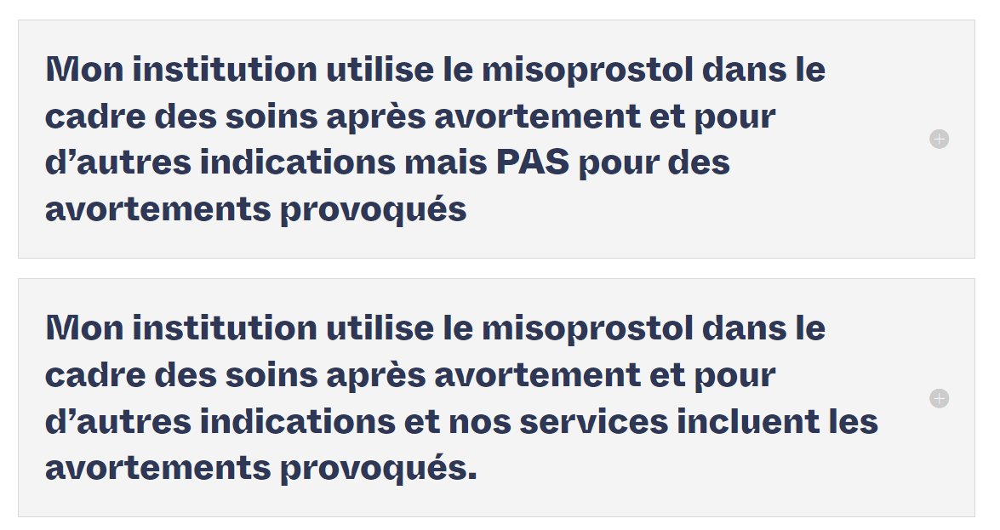 Mon institution utilise le misoprostol dans le
cadre des soins après avortement et pour
d’autres indications mais PAS pour des
avortements provoqués
Mon institution utilise le misoprostol dans le
cadre des soins après avortement et pour
d’autres indications et nos services incluent les
avortements provoqués.